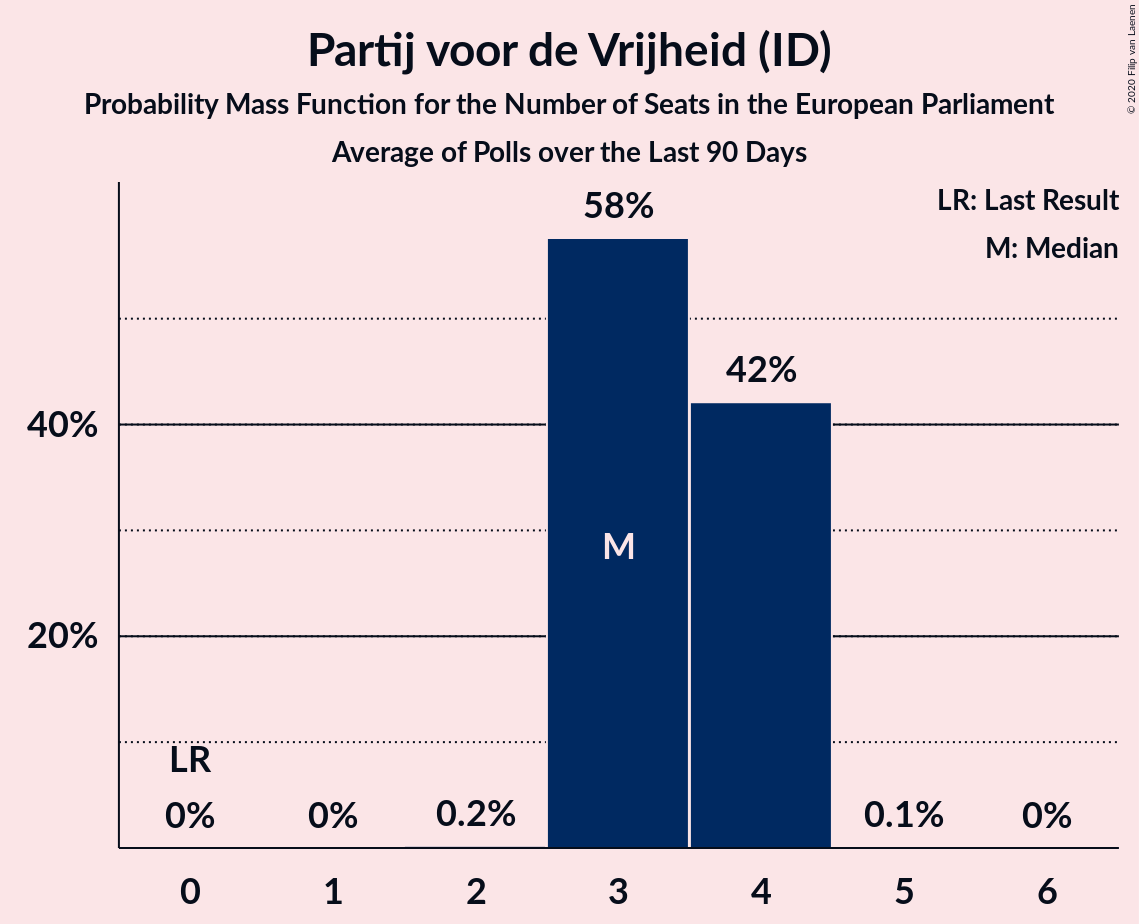 Partij voor de Vrijheid (ID)
Probability Mass Function for the Number of Seats in the European Parliament
Average of Polls over the Last 90 Days
© 2020 Filip van Laenen
LR: Last Result
M: Median
58%
42%
40%
M
20%
LR
0%
0%
0.2%
0.1%
0%
0 1 2 3 4 5 6